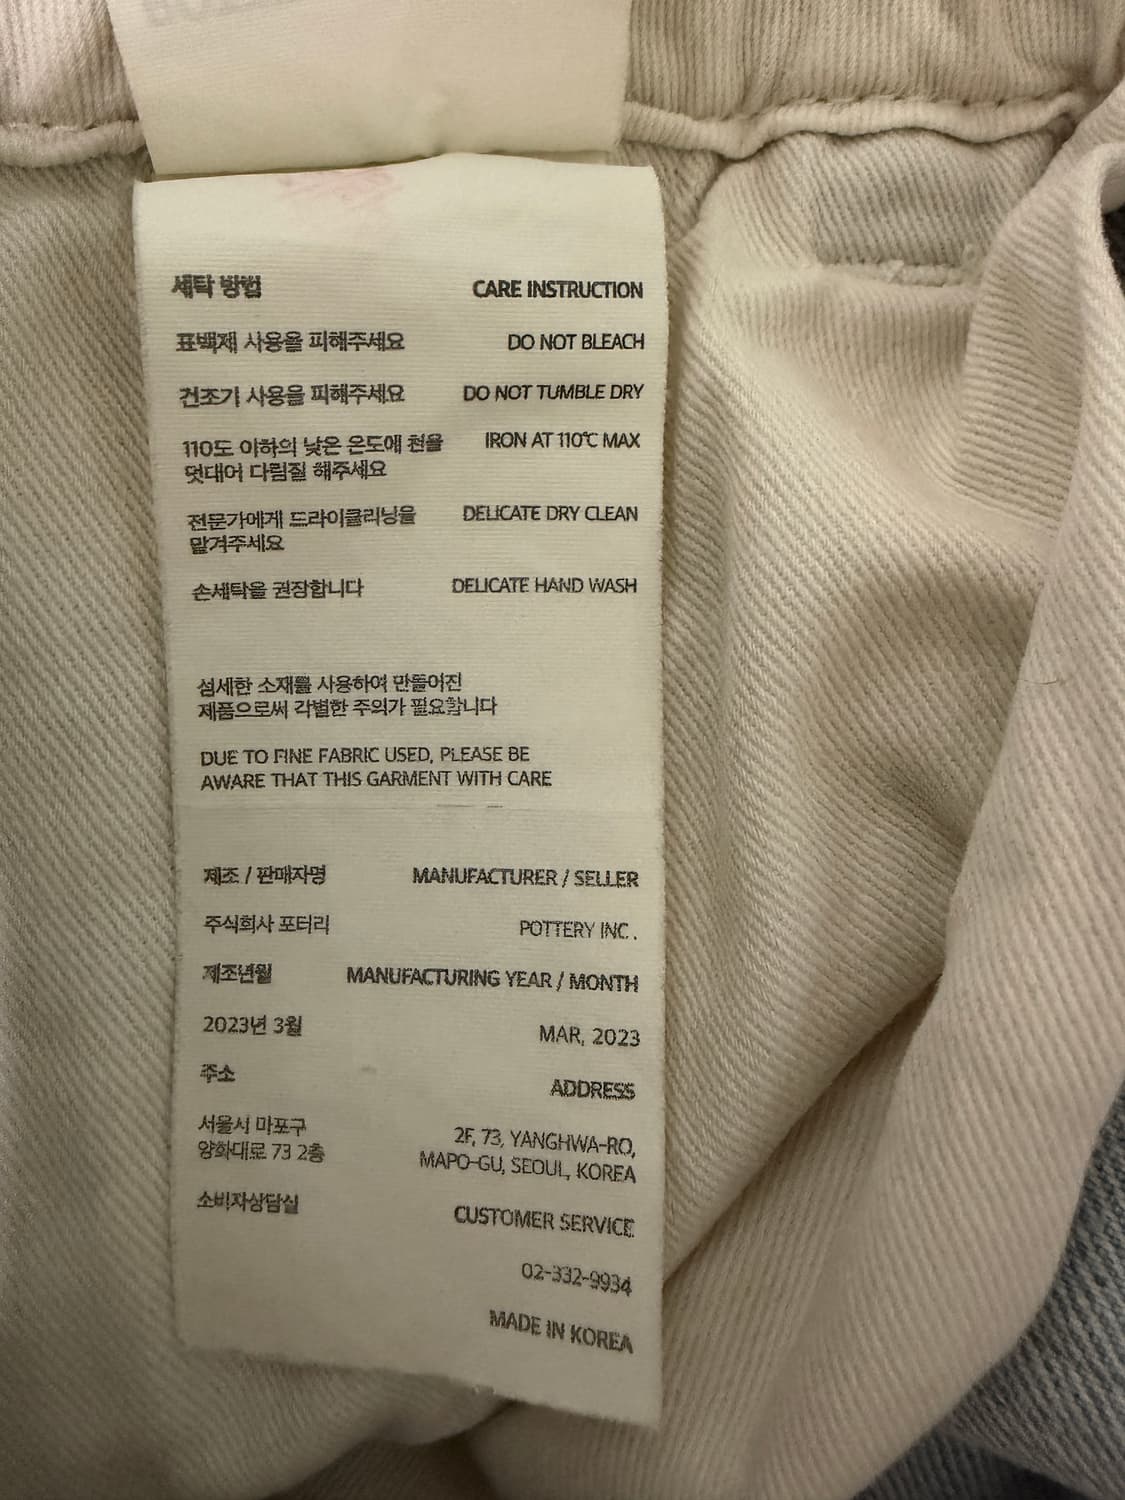 세탁 방법 CARE INSTRUCTION
표백제 사용을 피해주세요 DO NOT BLEACH
건조기 사용을 피해주세요 DO NOT TUMBLE DRY
110도 이하의 낮은 온도에 천을 IRON AT 110℃ MAX
덧대어 다림질 해주세요
전문가에게 드라이클리닝을 DELICATE DRY CLEAN
맡겨주세요
손세탁을 권장합니다 DELICATE HAND WASH
섬세한 소재를 사용하여 만들어진
제품으로써 각별한 주의가 필요합니다
DUE TO FINE FABRIC USED, PLEASE BE
AWARE THAT THIS GARMENT WITH CARE
제조 / 판매자명 MANUFACTURER / SELLER
주식회사 포터리 POTTERY INC.
제조년월 MANUFACTURING YEAR / MONTH
2023년 3월 MAR, 2023
주소 ADDRESS
서울시 마포구 2F, 73, YANGHWA-RO,
양화대로 73 2층 MAPO-GU, SEOUL, KOREA
소비자상담실 CUSTOMER SERVICE
02-332-9934
MADE IN KOREA